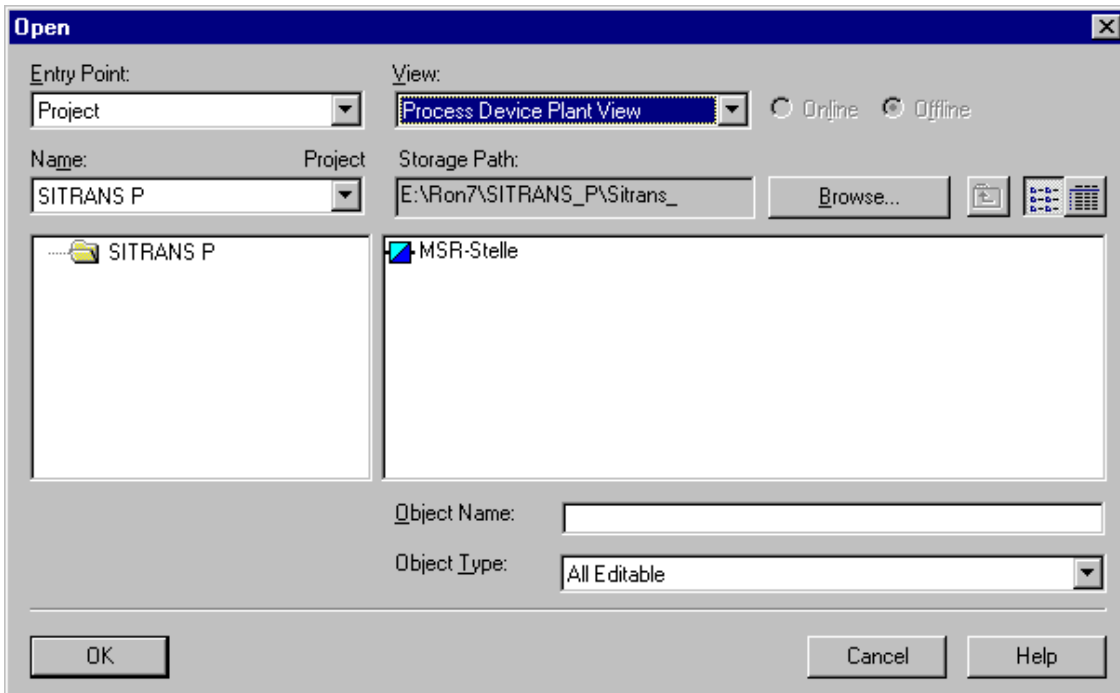 Open
Entry Point:
View:
Project
Process Device Plant View
Online
Offline
Name:
Project
Storage Path:
SITRANS P
E:\Ron7\SITRANS_P\Sitrans_
Browse...
SITRANS P
MSR-Stelle
Object Name:
Object Type:
All Editable
OK
Cancel
Help